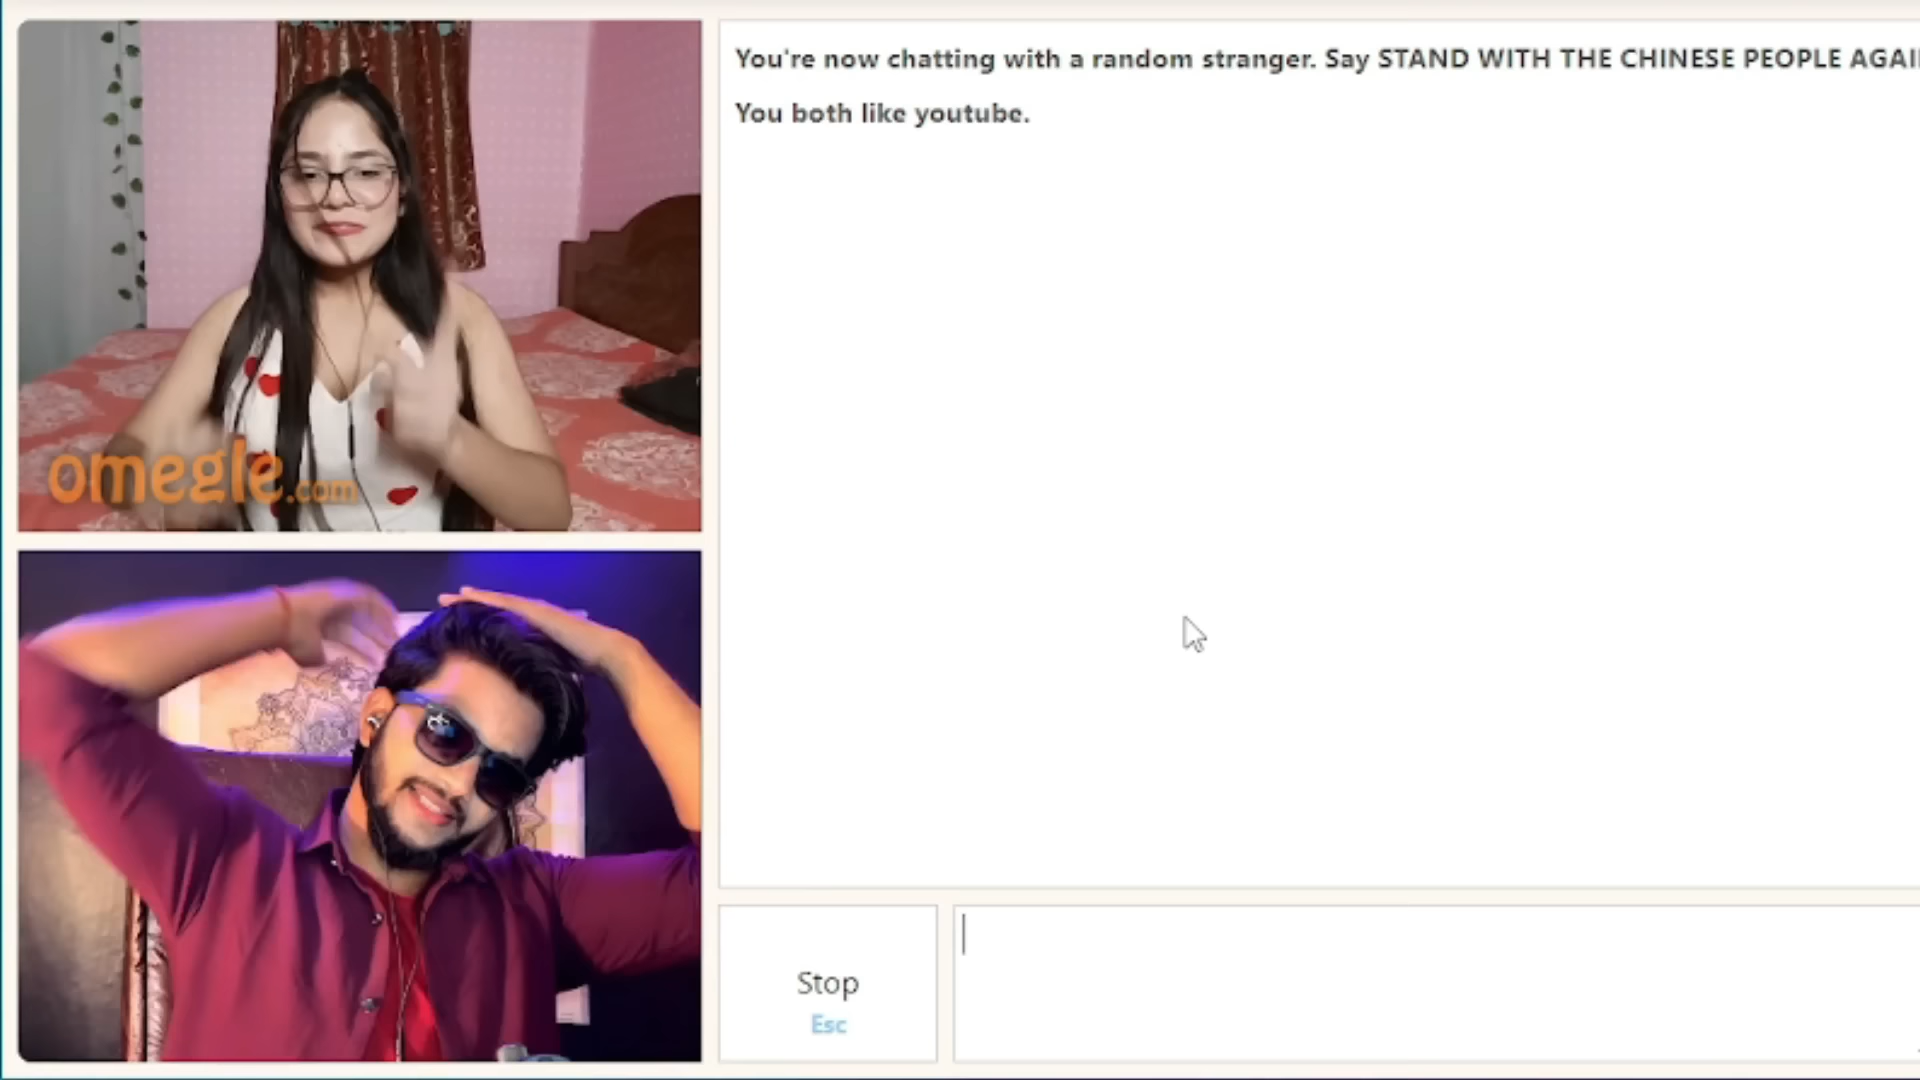 You're now chatting with a random stranger. Say STAND WITH THE CHINESE PEOPLE
You both like youtube.
omegle.com
Stop
Esc